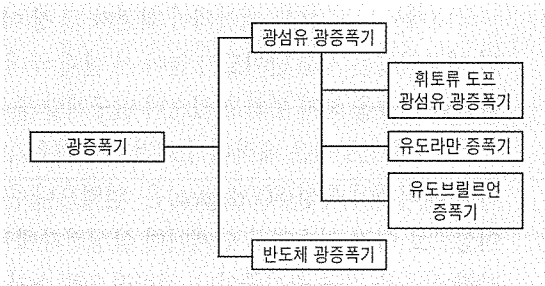 광섬유 광증폭기
휘토류 도프
광섬유 광증폭기
광증폭기
유도라만 증폭기
유도브릴르언
증폭기
반도체 광증폭기